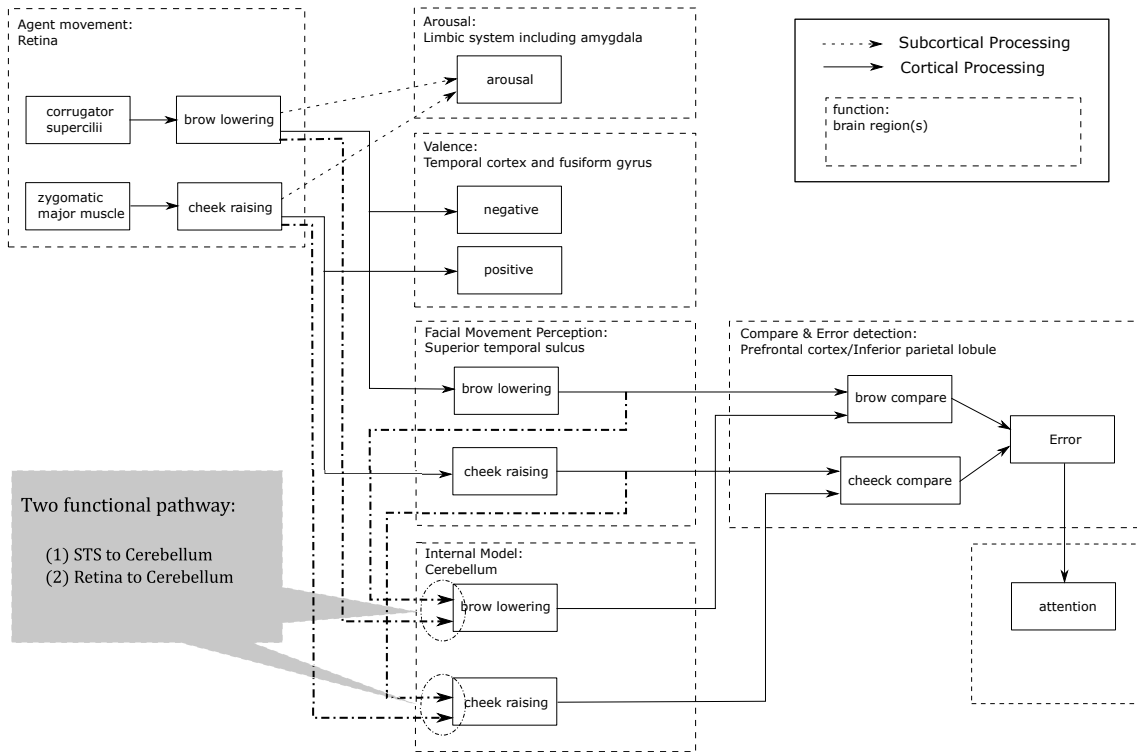 Agent movement:
Retina
corrugator
supercilii
brow lowering
zygomatic
major muscle
cheek raising
Arousal:
Limbic system including amygdala
arousal
Valence:
Temporal cortex and fusiform gyrus
negative
positive
Subcortical Processing
Cortical Processing
function:
brain region(s)
Facial Movement Perception:
Superior temporal sulcus
brow lowering
cheek raising
Compare & Error detection:
Prefrontal cortex/Inferior parietal lobule
brow compare
cheeck compare
Error
Two functional pathway:
(1) STS to Cerebellum
(2) Retina to Cerebellum
Internal Model:
Cerebellum
brow lowering
cheek raising
attention